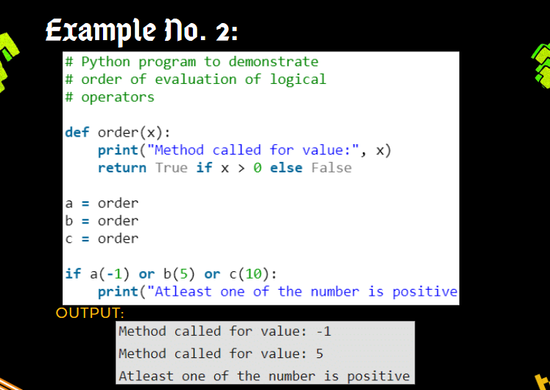 Example No. 2:
# Python program to demonstrate
# order of evaluation of logical
# operators
def order(x):
    print("Method called for value:", x)
    return True if x > 0 else False
a = order
b = order
c = order
if a(-1) or b(5) or c(10):
    print("Atleast one of the number is positive
OUTPUT:
Method called for value: -1
Method called for value: 5
Atleast one of the number is positive